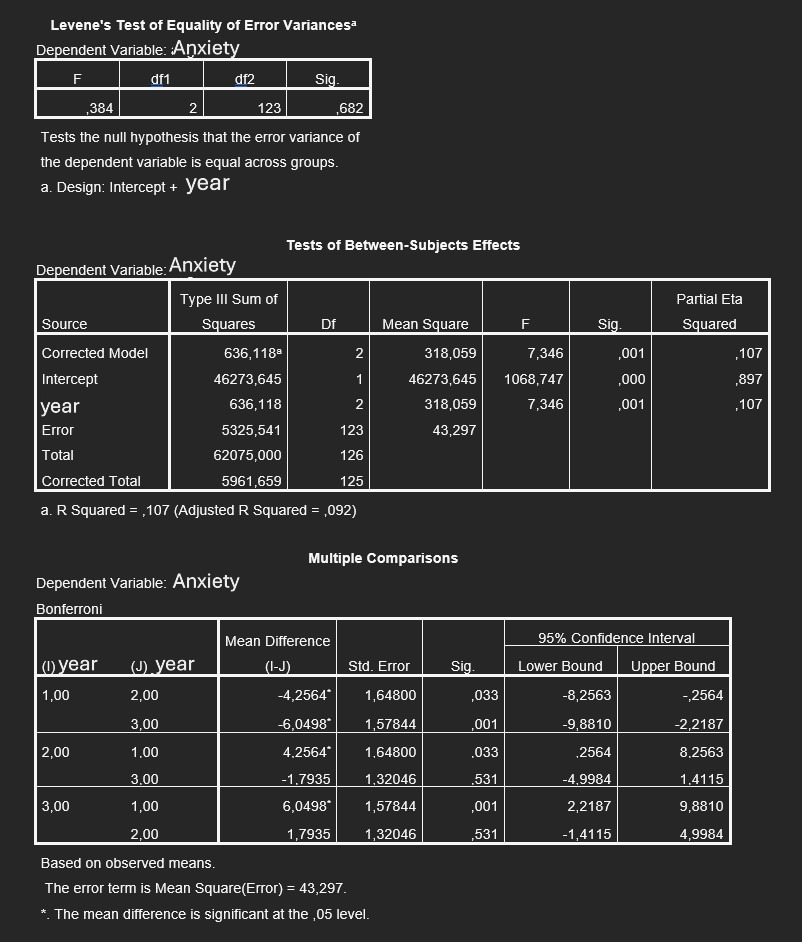 Levene's Test of Equality of Error Variancesᵃ
Dependent Variable: Anxiety
F df1 df2 Sig.
,384 2 123 ,682
Tests the null hypothesis that the error variance of
the dependent variable is equal across groups.
a. Design: Intercept + year
Tests of Between-Subjects Effects
Dependent Variable: Anxiety
Type III Sum of Partial Eta
Source Squares Df Mean Square F Sig. Squared
Corrected Model 636,118ᵃ 2 318,059 7,346 ,001 ,107
Intercept 46273,645 1 46273,645 1068,747 ,000 ,897
year 636,118 2 318,059 7,346 ,001 ,107
Error 5325,541 123 43,297
Total 62075,000 126
Corrected Total 5961,659 125
a. R Squared = ,107 (Adjusted R Squared = ,092)
Multiple Comparisons
Dependent Variable: Anxiety
Bonferroni
Mean Difference 95% Confidence Interval
(I) year (J) year (I-J) Std. Error Sig. Lower Bound Upper Bound
1,00 2,00 -4,2564* 1,64800 ,033 -8,2563 -,2564
3,00 -6,0498* 1,57844 ,001 -9,8810 -2,2187
2,00 1,00 4,2564* 1,64800 ,033 ,2564 8,2563
3,00 -1,7935 1,32046 ,531 -4,9984 1,4115
3,00 1,00 6,0498* 1,57844 ,001 2,2187 9,8810
2,00 1,7935 1,32046 ,531 -1,4115 4,9984
Based on observed means.
The error term is Mean Square(Error) = 43,297.
*. The mean difference is significant at the ,05 level.